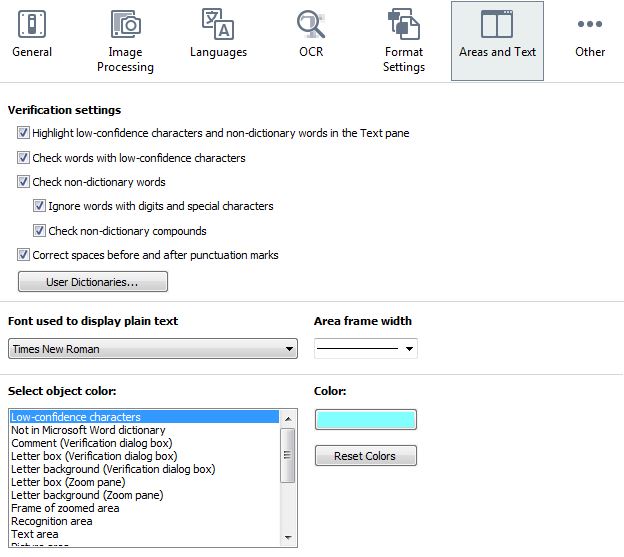 General
Image
Processing
Languages
OCR
Format
Settings
Areas and Text
Other
Verification settings
Highlight low-confidence characters and non-dictionary words in the Text pane
Check words with low-confidence characters
Check non-dictionary words
Ignore words with digits and special characters
Check non-dictionary compounds
Correct spaces before and after punctuation marks
User Dictionaries...
Font used to display plain text
Area frame width
Times New Roman
Select object color:
Color:
Low-confidence characters
Not in Microsoft Word dictionary
Comment (Verification dialog box)
Letter box (Verification dialog box)
Letter background (Verification dialog box)
Letter box (Zoom pane)
Letter background (Zoom pane)
Frame of zoomed area
Recognition area
Text area
Picture area
Reset Colors